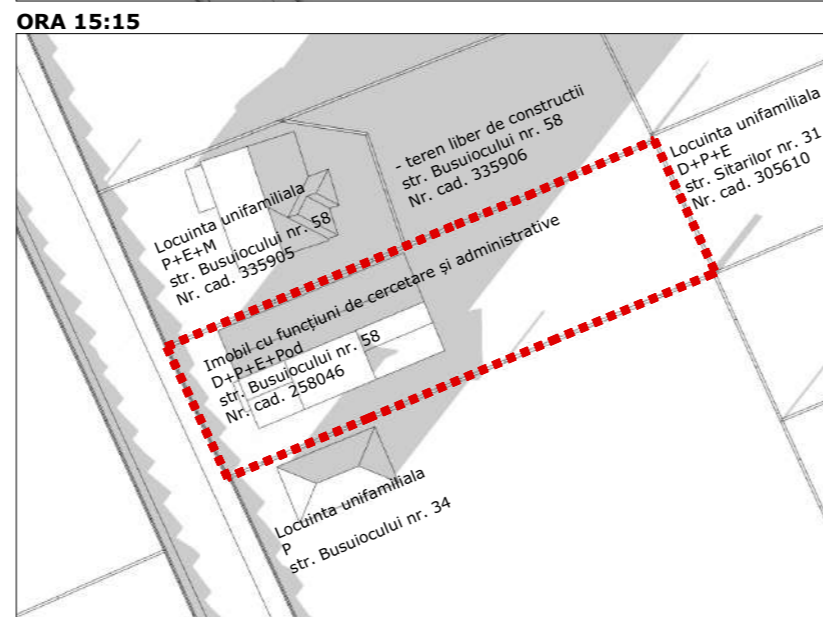 ORA 15:15
- teren liber de constructii
str. Busuiocului nr. 58
Nr. cad. 335906
Locuinta unifamiliala
D+P+E
str. Sitarilor nr. 31
Nr. cad. 305610
Locuinta unifamiliala
P+E+M
str. Busuiocului nr. 58
Nr. cad. 335905
Imobil cu funcțiuni de cercetare și administrative
D+P+E+Pod
str. Busuiocului nr. 58
Nr. cad. 258046
Locuinta unifamiliala
P
str. Busuiocului nr. 34